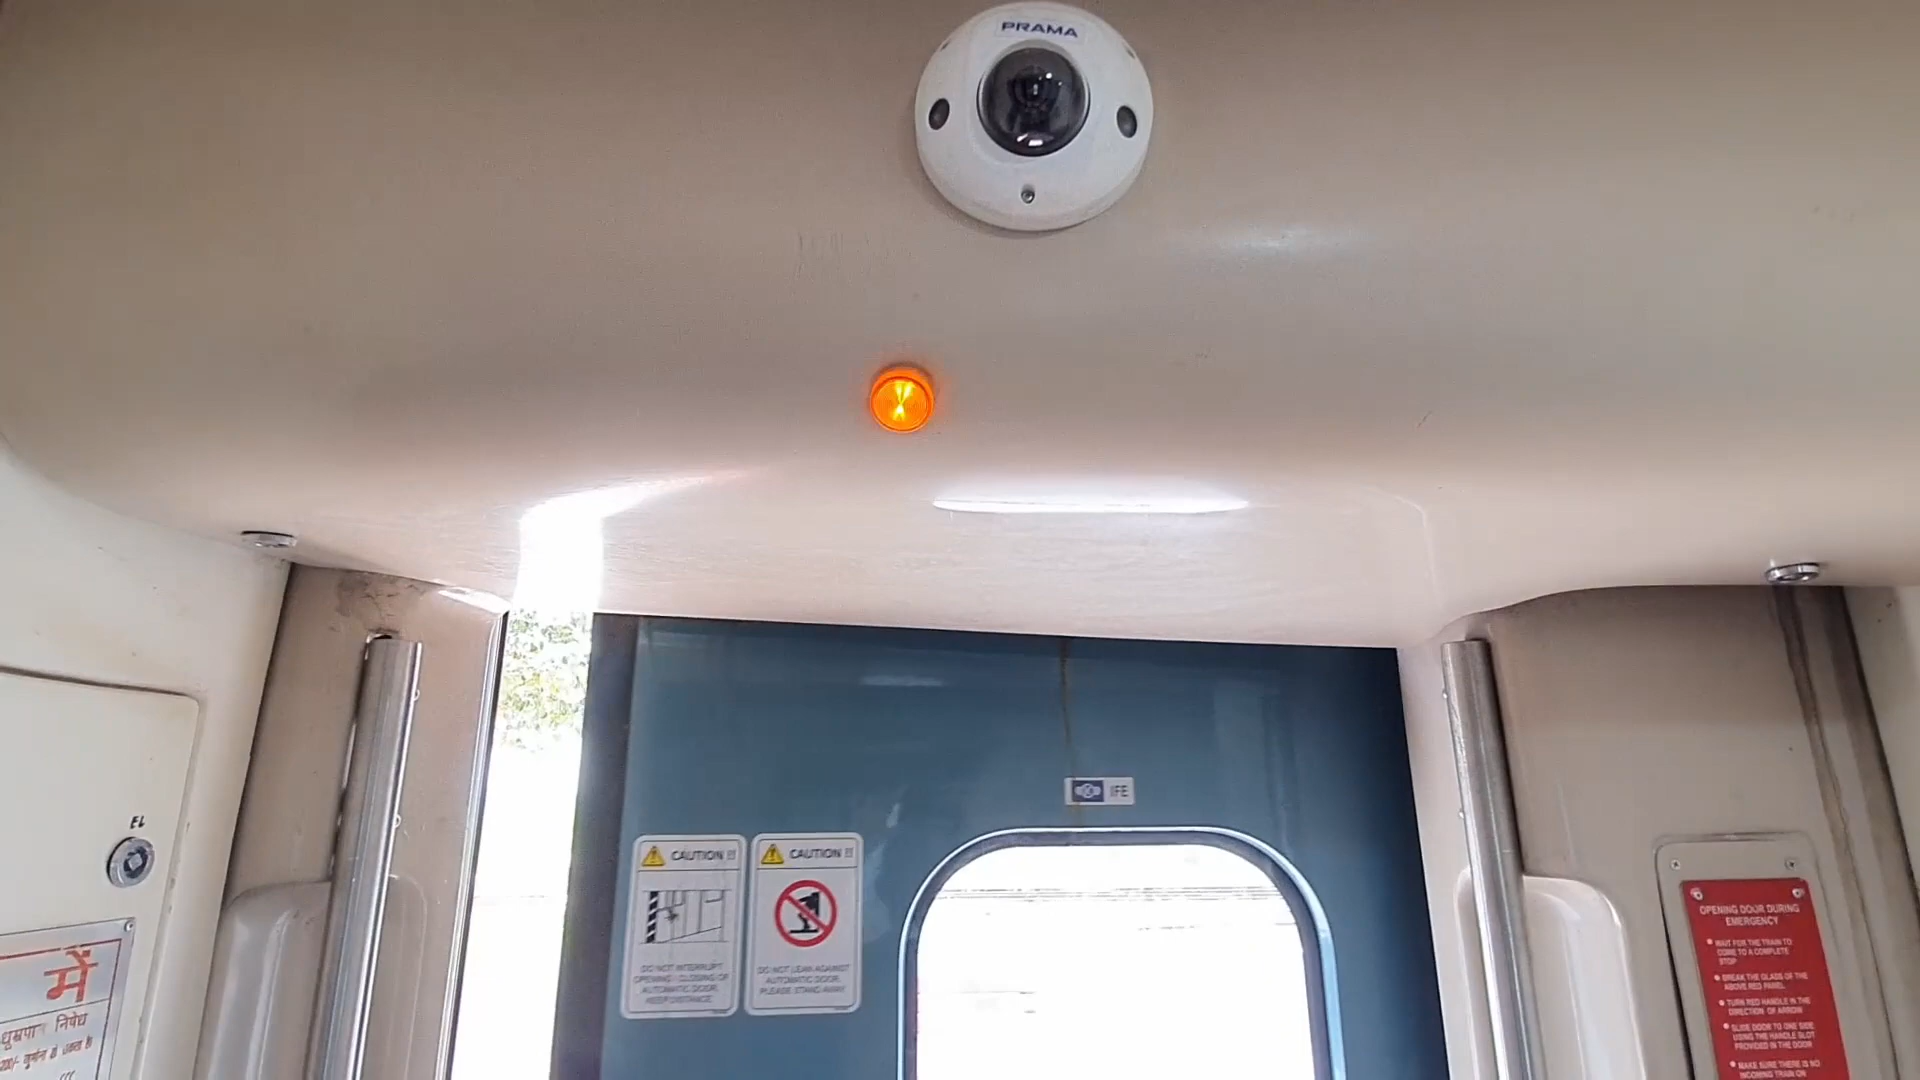 PRAMA
IFE
CAUTION !!
DO NOT INTERRUPT
OPENING / CLOSING OF
AUTOMATIC DOOR.
KEEP DISTANCE.
CAUTION !!
DO NOT LEAN AGAINST
AUTOMATIC DOOR.
PLEASE STAND AWAY.
EL
में
निषेध
200/- जुर्माना हो सकता है।
OPENING DOOR DURING
EMERGENCY
WAIT FOR THE TRAIN TO
COME TO A COMPLETE
STOP
BREAK THE GLASS OF THE
ABOVE RED PANEL
TURN RED HANDLE IN THE
DIRECTION OF ARROW
SLIDE DOOR TO ONE SIDE
USING THE HANDLE SLOT
PROVIDED IN THE DOOR
MAKE SURE THERE IS NO
INCOMING TRAIN ON